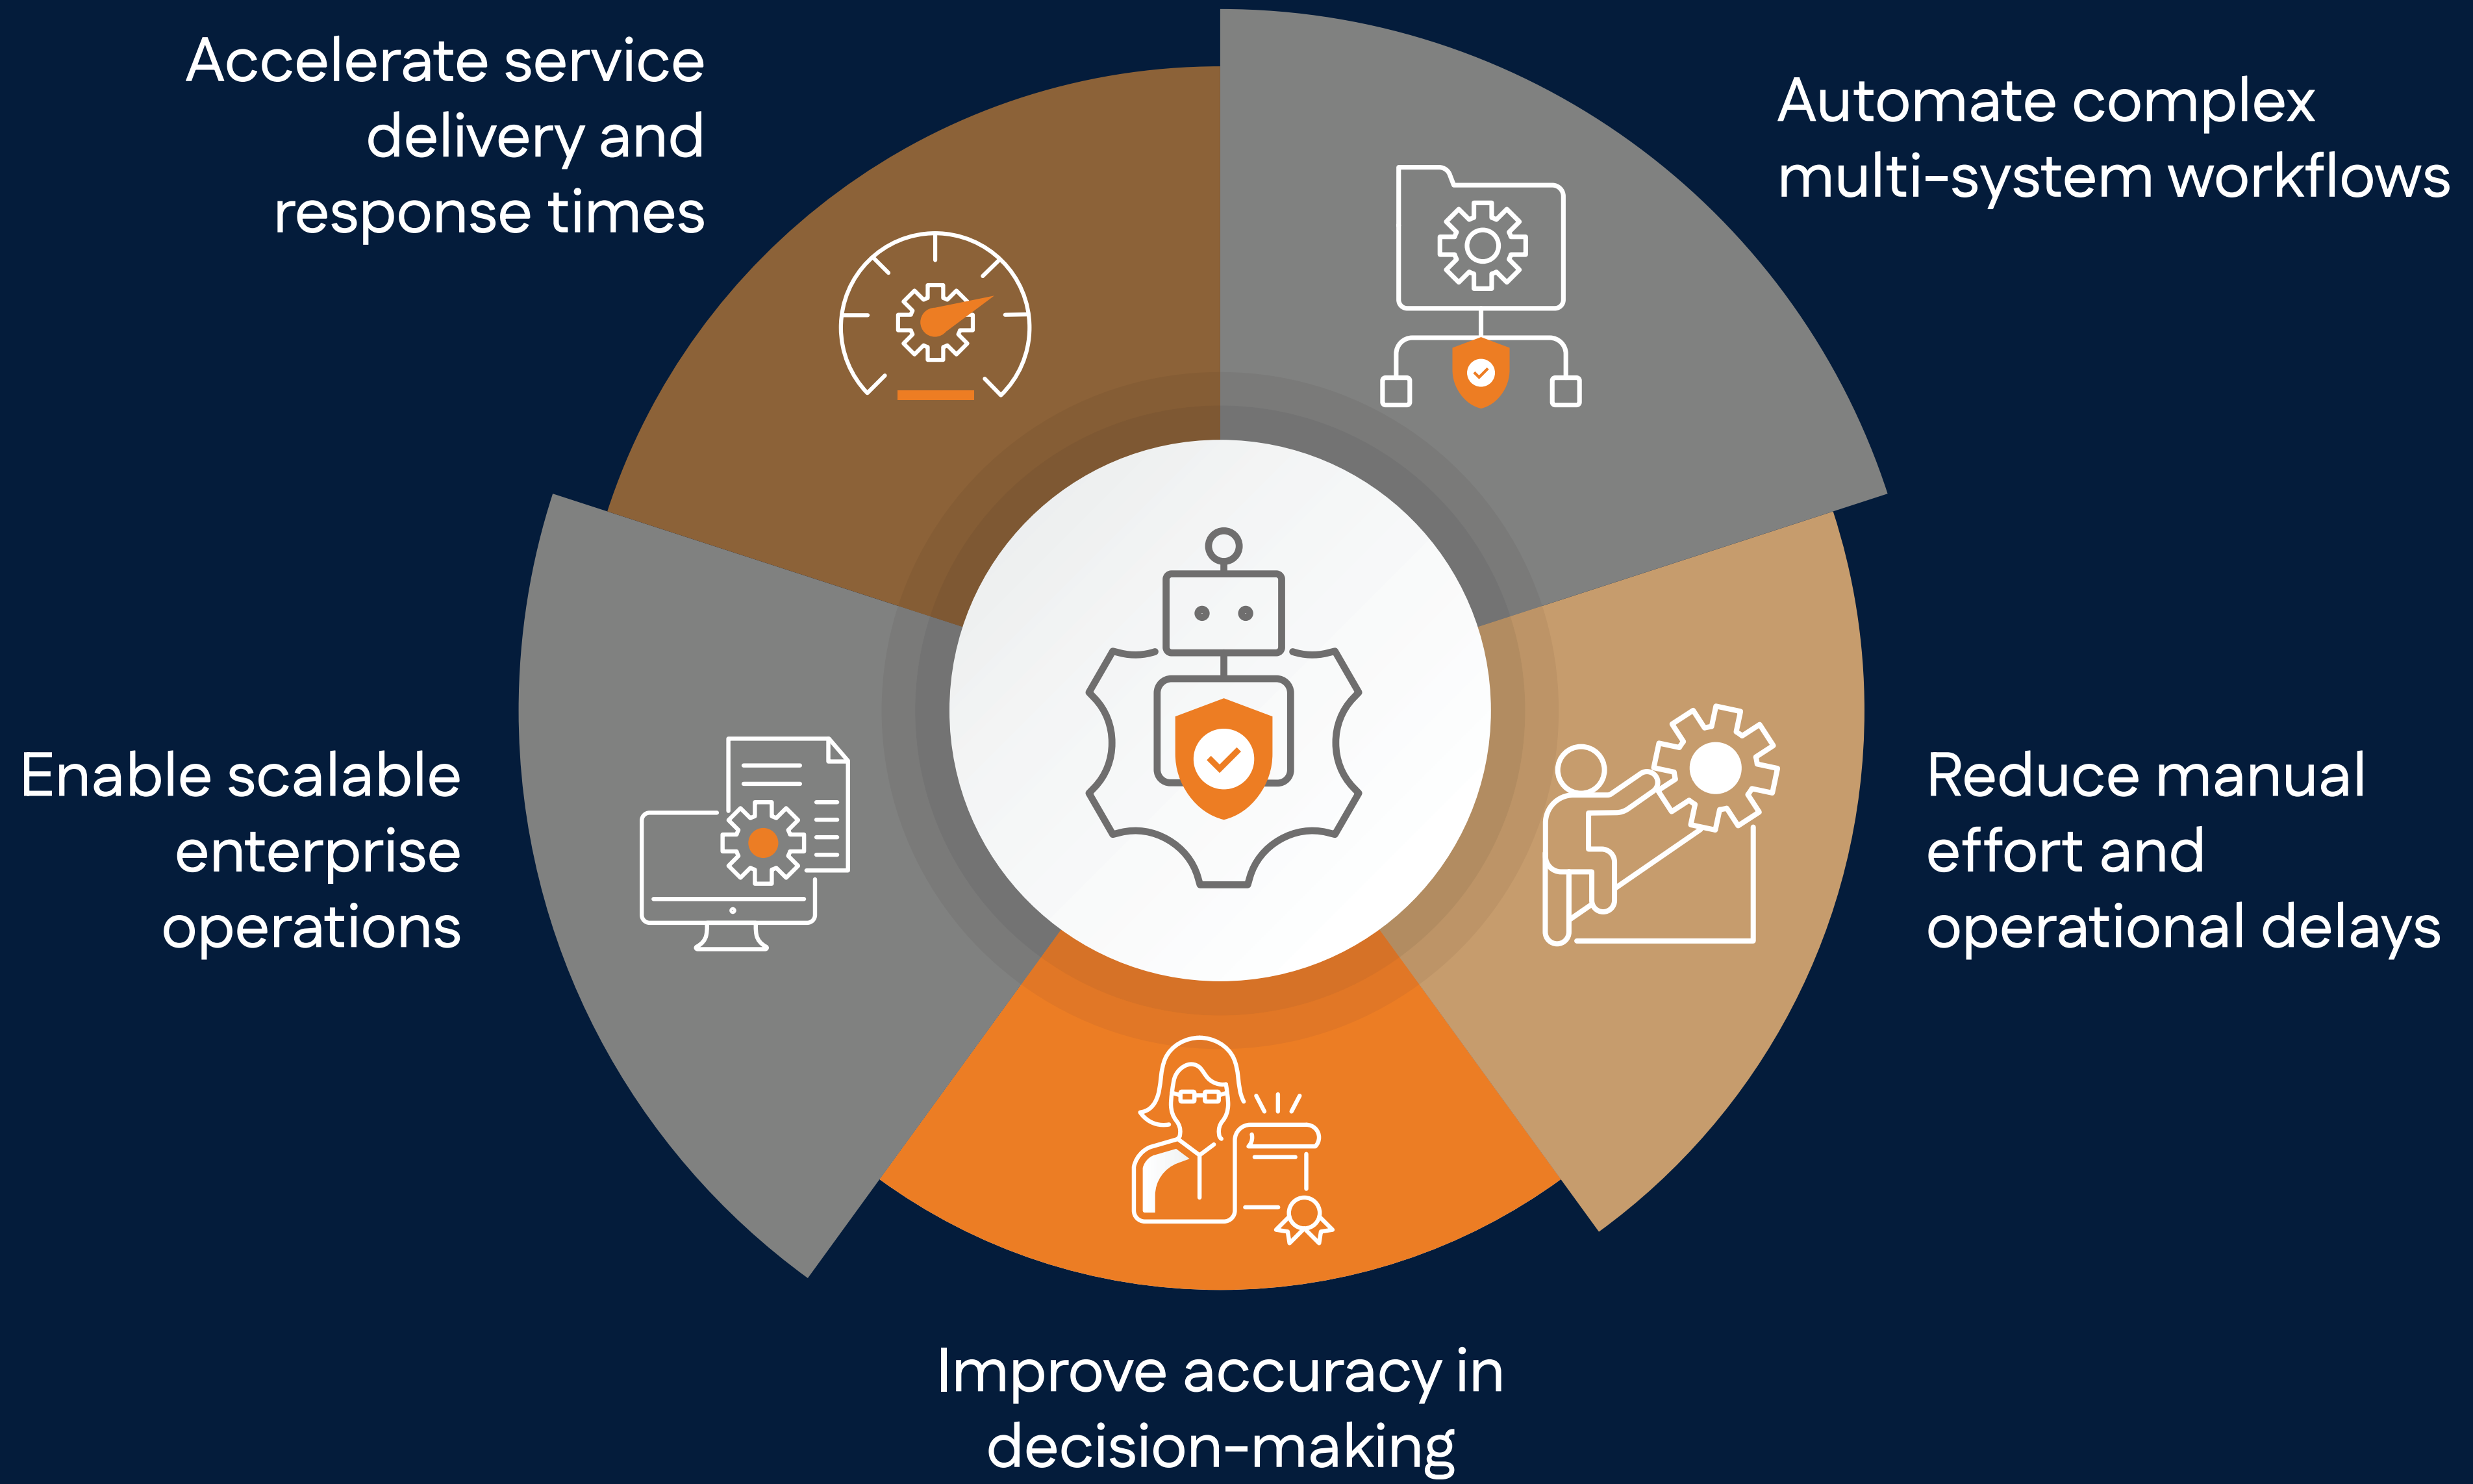 Accelerate service
delivery and
response times
Automate complex
multi-system workflows
Enable scalable
enterprise
operations
Reduce manual
effort and
operational delays
Improve accuracy in
decision-making